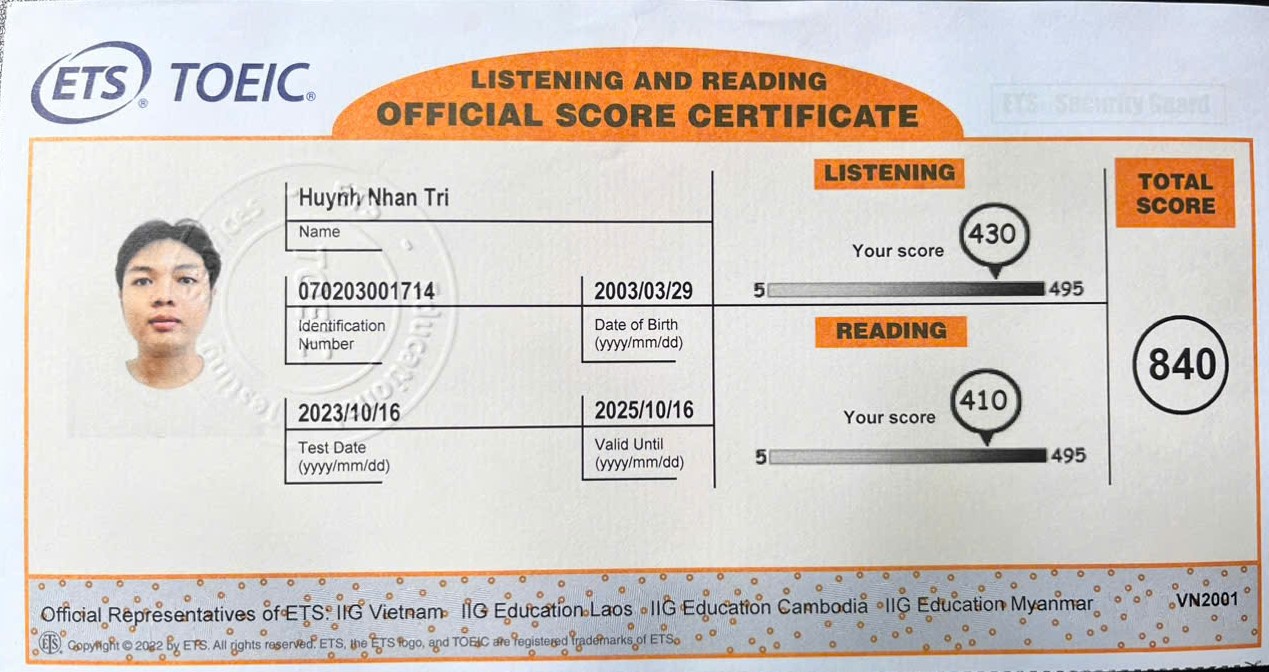 ETS® TOEIC®
LISTENING AND READING
OFFICIAL SCORE CERTIFICATE
ETS Security Guard
Huynh Nhan Tri
Name
070203001714
Identification
Number
2003/03/29
Date of Birth
(yyyy/mm/dd)
2023/10/16
Test Date
(yyyy/mm/dd)
2025/10/16
Valid Until
(yyyy/mm/dd)
LISTENING
Your score
430
5 495
READING
Your score
410
5 495
TOTAL
SCORE
840
TOEIC
Testing
Education
Official Representatives of ETS: IIG Vietnam IIG Education Laos IIG Education Cambodia IIG Education Myanmar
VN2001
ETS Copyright © 2022 by ETS. All rights reserved. ETS, the ETS logo, and TOEIC are registered trademarks of ETS.